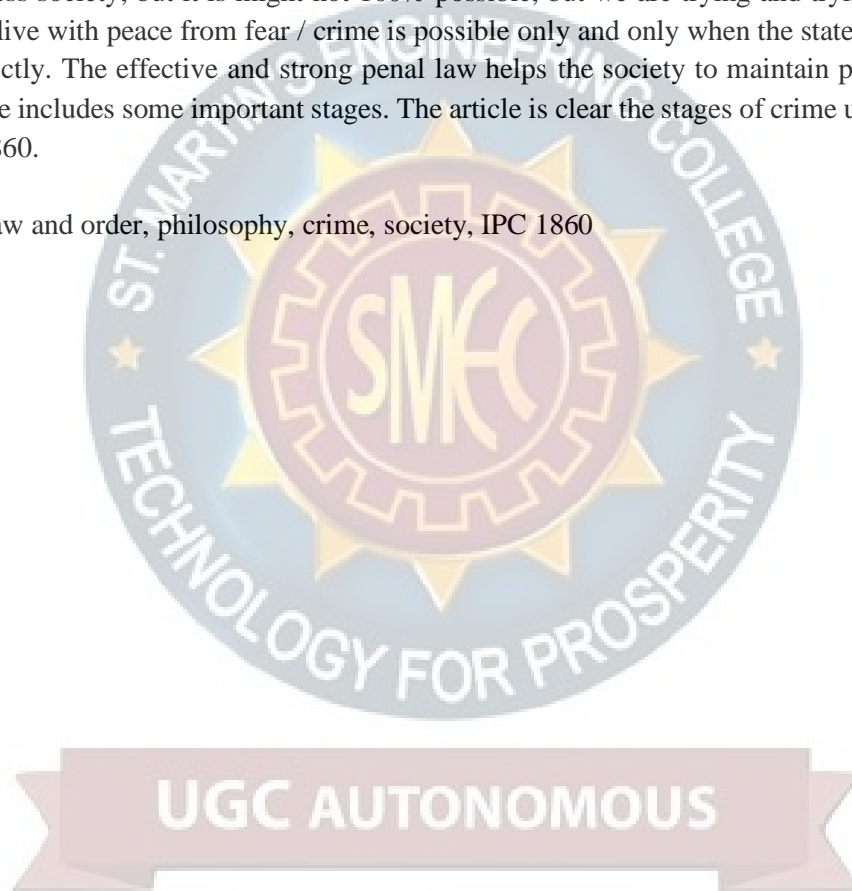 ss society, but it is might not 100% possible, but we are trying and
live with peace from fear / crime is possible only and only when the state
ctly. The effective and strong penal law helps the society to maintain
e includes some important stages. The article is clear the stages of crime
860.
aw and order, philosophy, crime, society, IPC 1860
ST. MARTIN'S ENGINEERING COLLEGE
SMEC
TECHNOLOGY FOR PROSPERITY
UGC AUTONOMOUS